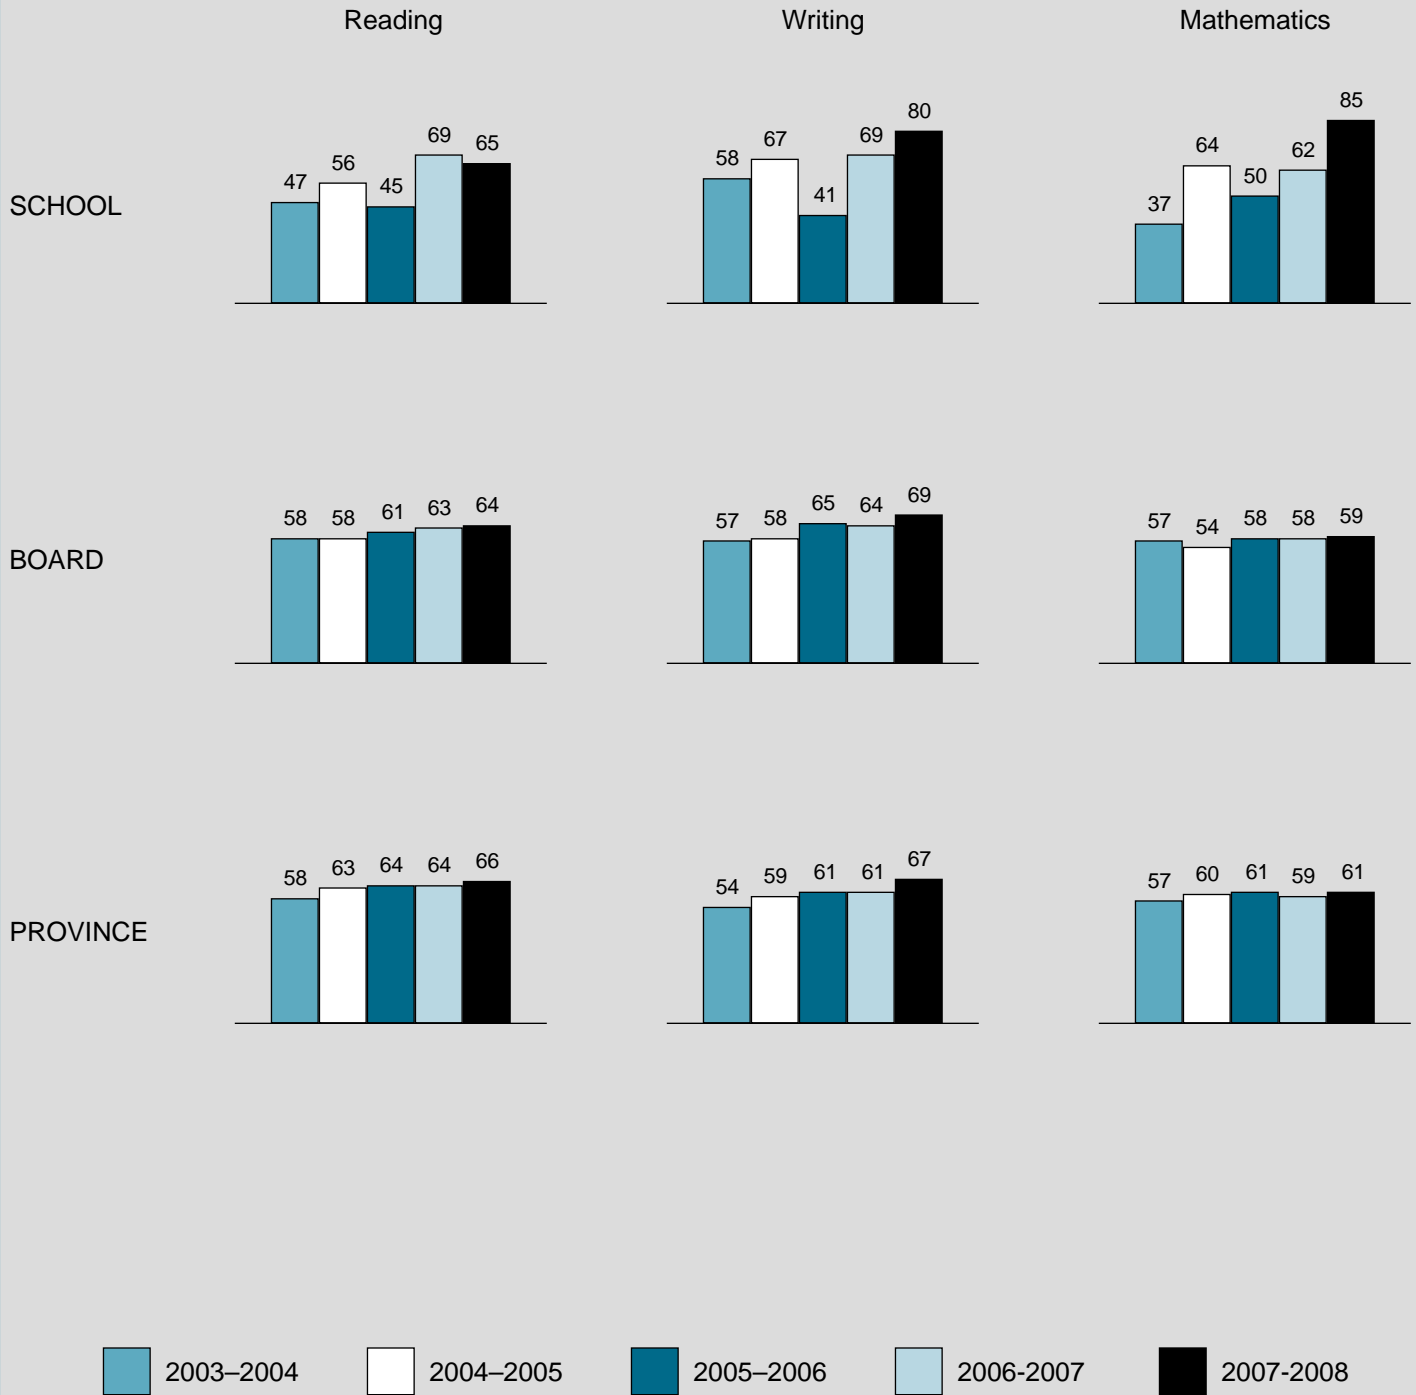 Reading Writing Mathematics
SCHOOL
47 56 45 69 65
58 67 41 69 80
37 64 50 62 85
BOARD
58 58 61 63 64
57 58 65 64 69
57 54 58 58 59
PROVINCE
58 63 64 64 66
54 59 61 61 67
57 60 61 59 61
2003–2004 2004–2005 2005–2006 2006-2007 2007-2008